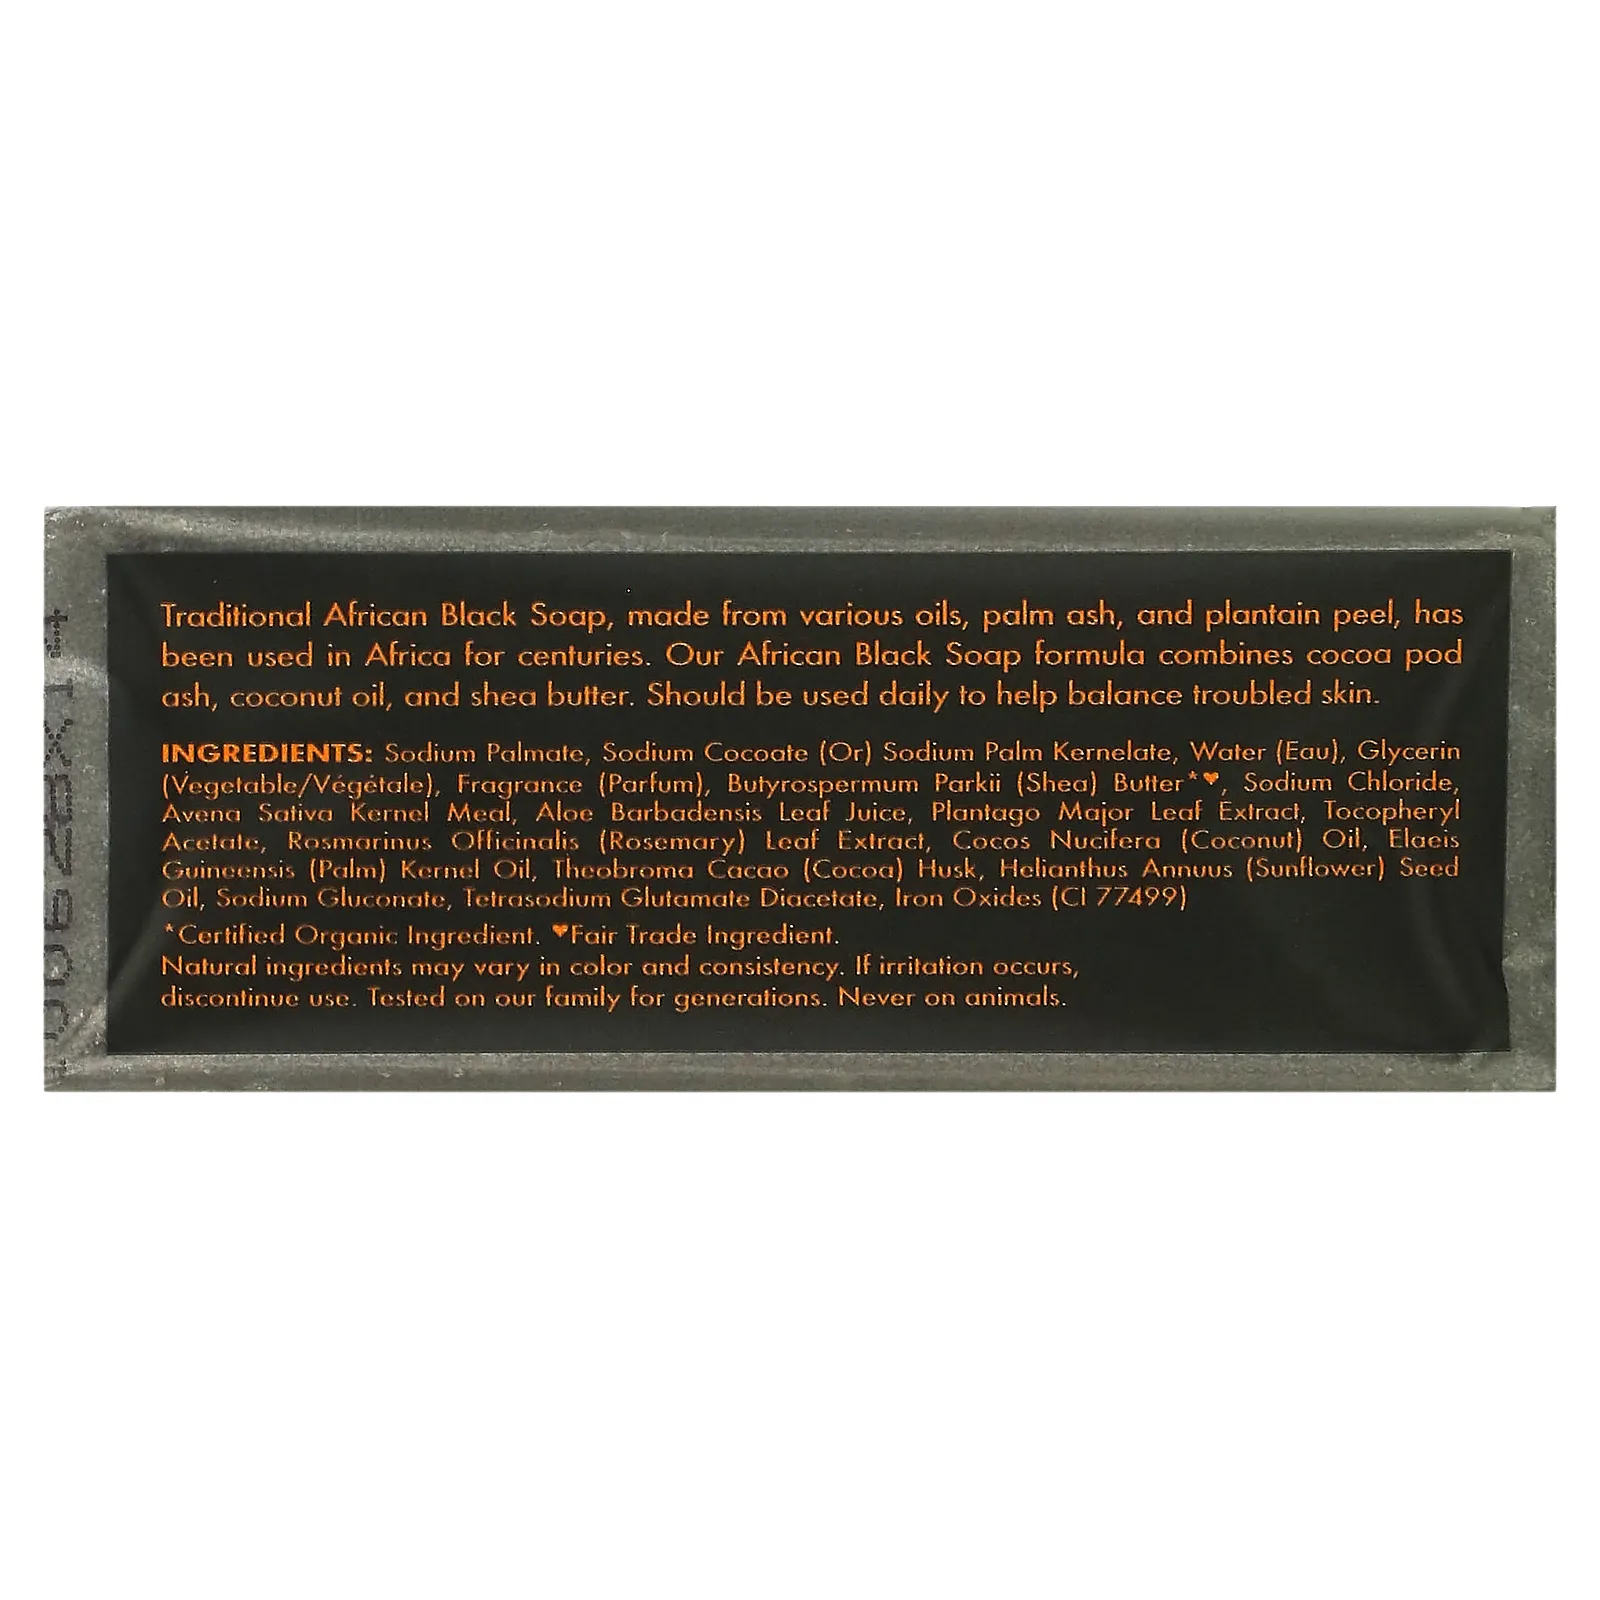 Traditional African Black Soap, made from various oils, palm ash, and plantain peel, has
been used in Africa for centuries. Our African Black Soap formula combines cocoa pod
ash, coconut oil, and shea butter. Should be used daily to help balance troubled skin.
INGREDIENTS: Sodium Palmate, Sodium Cocoate (Or) Sodium Palm Kernelate, Water (Eau), Glycerin
(Vegetable/Végétale), Fragrance (Parfum), Butyrospermum Parkii (Shea) Butter*♥, Sodium Chloride,
Avena Sativa Kernel Meal, Aloe Barbadensis Leaf Juice, Plantago Major Leaf Extract, Tocopheryl
Acetate, Rosmarinus Officinalis (Rosemary) Leaf Extract, Cocos Nucifera (Coconut) Oil, Elaeis
Guineensis (Palm) Kernel Oil, Theobroma Cacao (Cocoa) Husk, Helianthus Annuus (Sunflower) Seed
Oil, Sodium Gluconate, Tetrasodium Glutamate Diacetate, Iron Oxides (CI 77499)
*Certified Organic Ingredient. ♥Fair Trade Ingredient.
Natural ingredients may vary in color and consistency. If irritation occurs,
discontinue use. Tested on our family for generations. Never on animals.